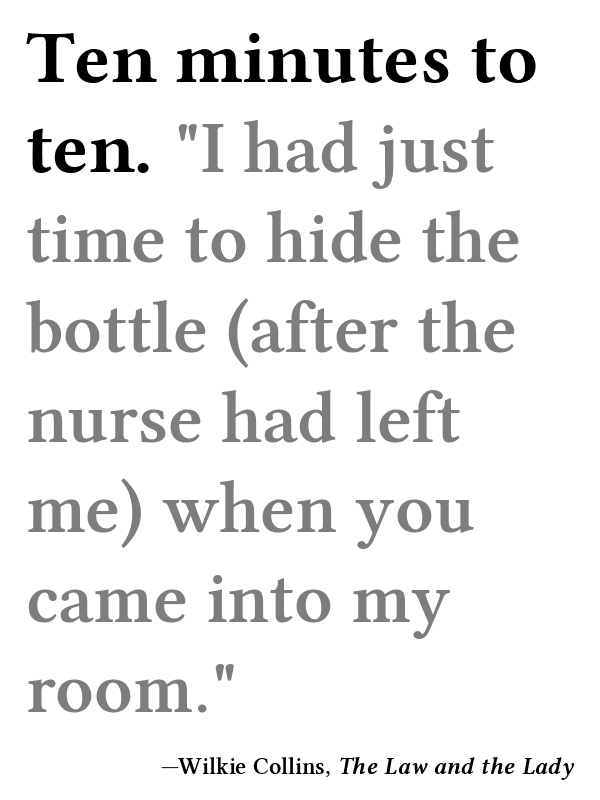 Ten minutes to
ten. "I had just
time to hide the
bottle (after the
nurse had left
me) when you
came into my
room."
—Wilkie Collins, The Law and the Lady